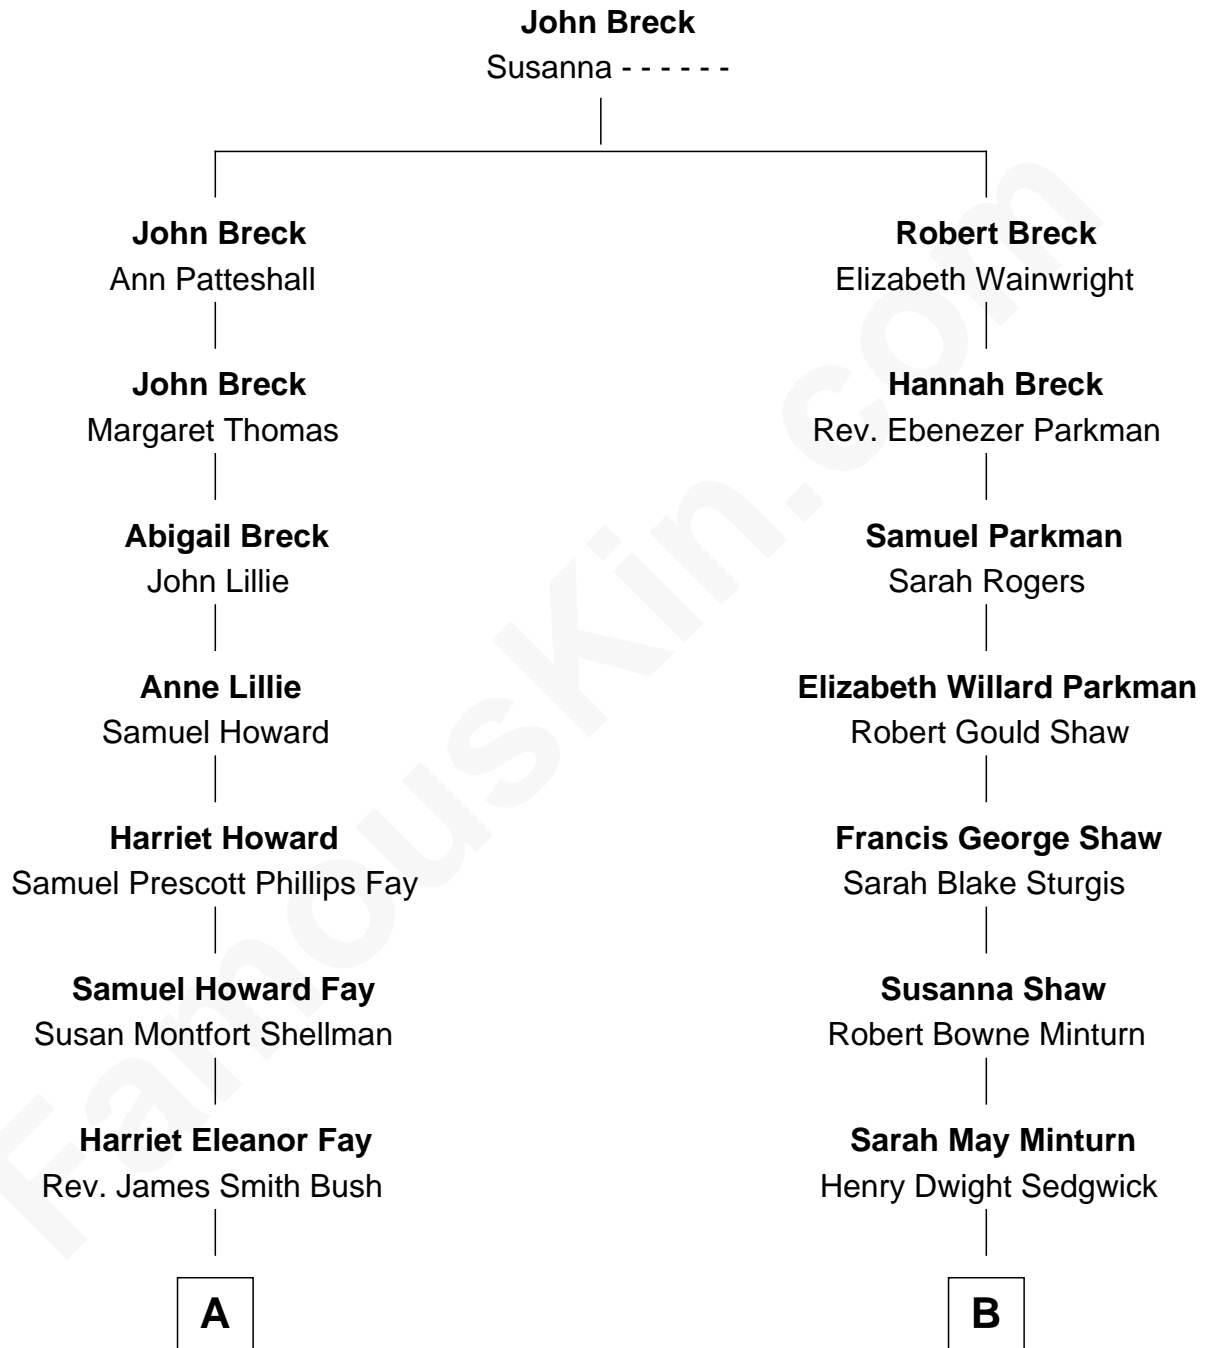 John Breck
Susanna - - - - - -
John Breck
Ann Patteshall
Robert Breck
Elizabeth Wainwright
John Breck
Margaret Thomas
Hannah Breck
Rev. Ebenezer Parkman
Abigail Breck
John Lillie
Samuel Parkman
Sarah Rogers
Anne Lillie
Samuel Howard
Elizabeth Willard Parkman
Robert Gould Shaw
Harriet Howard
Samuel Prescott Phillips Fay
Francis George Shaw
Sarah Blake Sturgis
Samuel Howard Fay
Susan Montfort Shellman
Susanna Shaw
Robert Bowne Minturn
Harriet Eleanor Fay
Rev. James Smith Bush
Sarah May Minturn
Henry Dwight Sedgwick
A
B
FamousKin.com